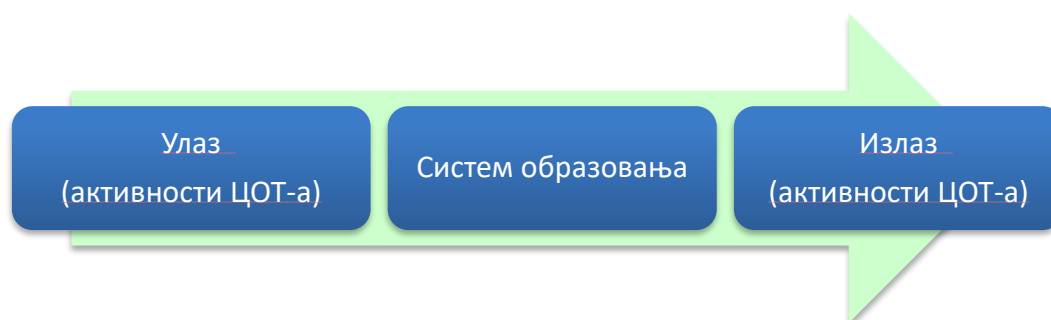 Улаз
(активности ЦОТ-а)
Систем образовања
Излаз
(активности ЦОТ-а)